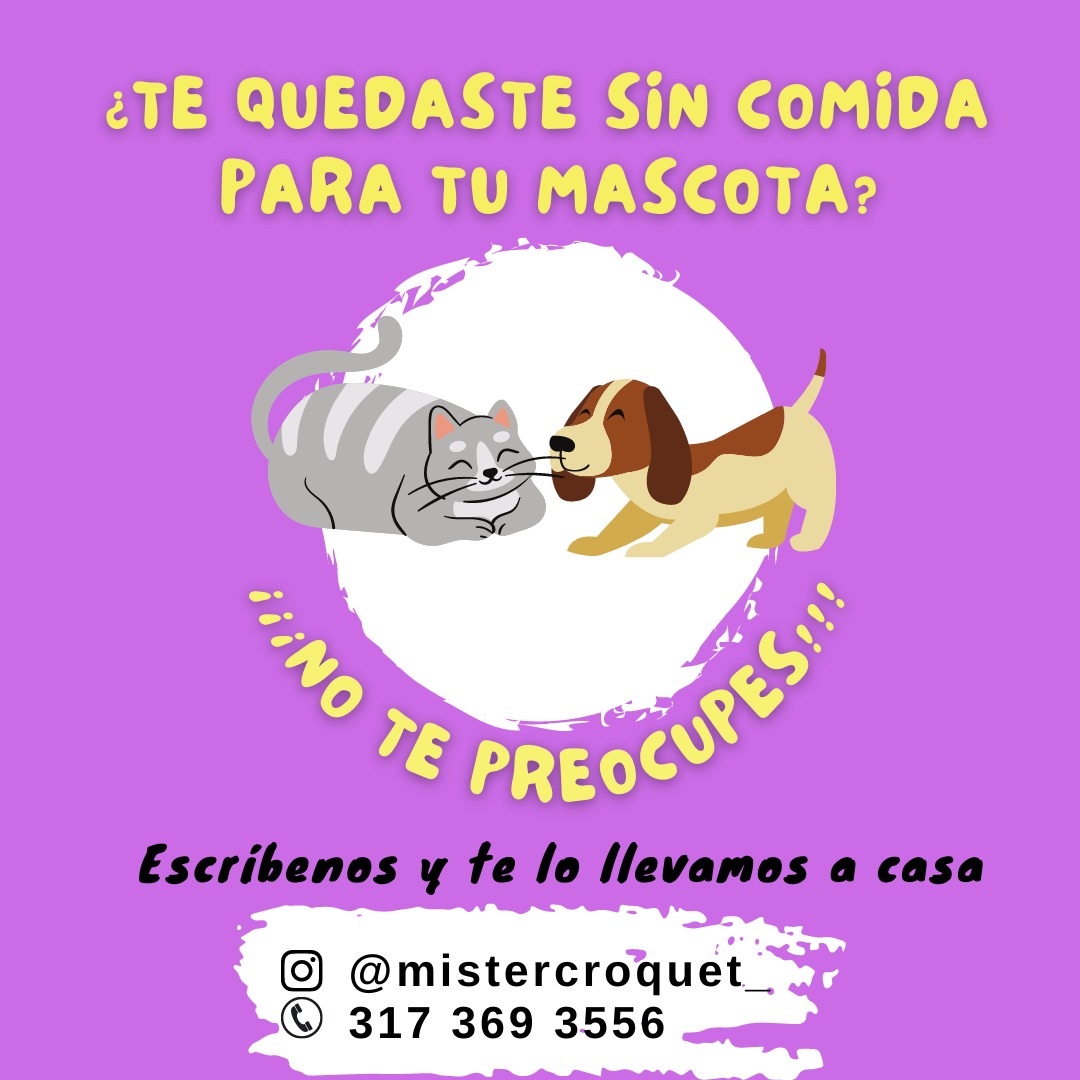 ¿TE QUEDASTE SIN COMIDA
PARA TU MASCOTA?
¡¡¡NO TE PREOCUPES!!!
Escríbenos y te lo llevamos a casa
@mistercroquet_
317 369 3556